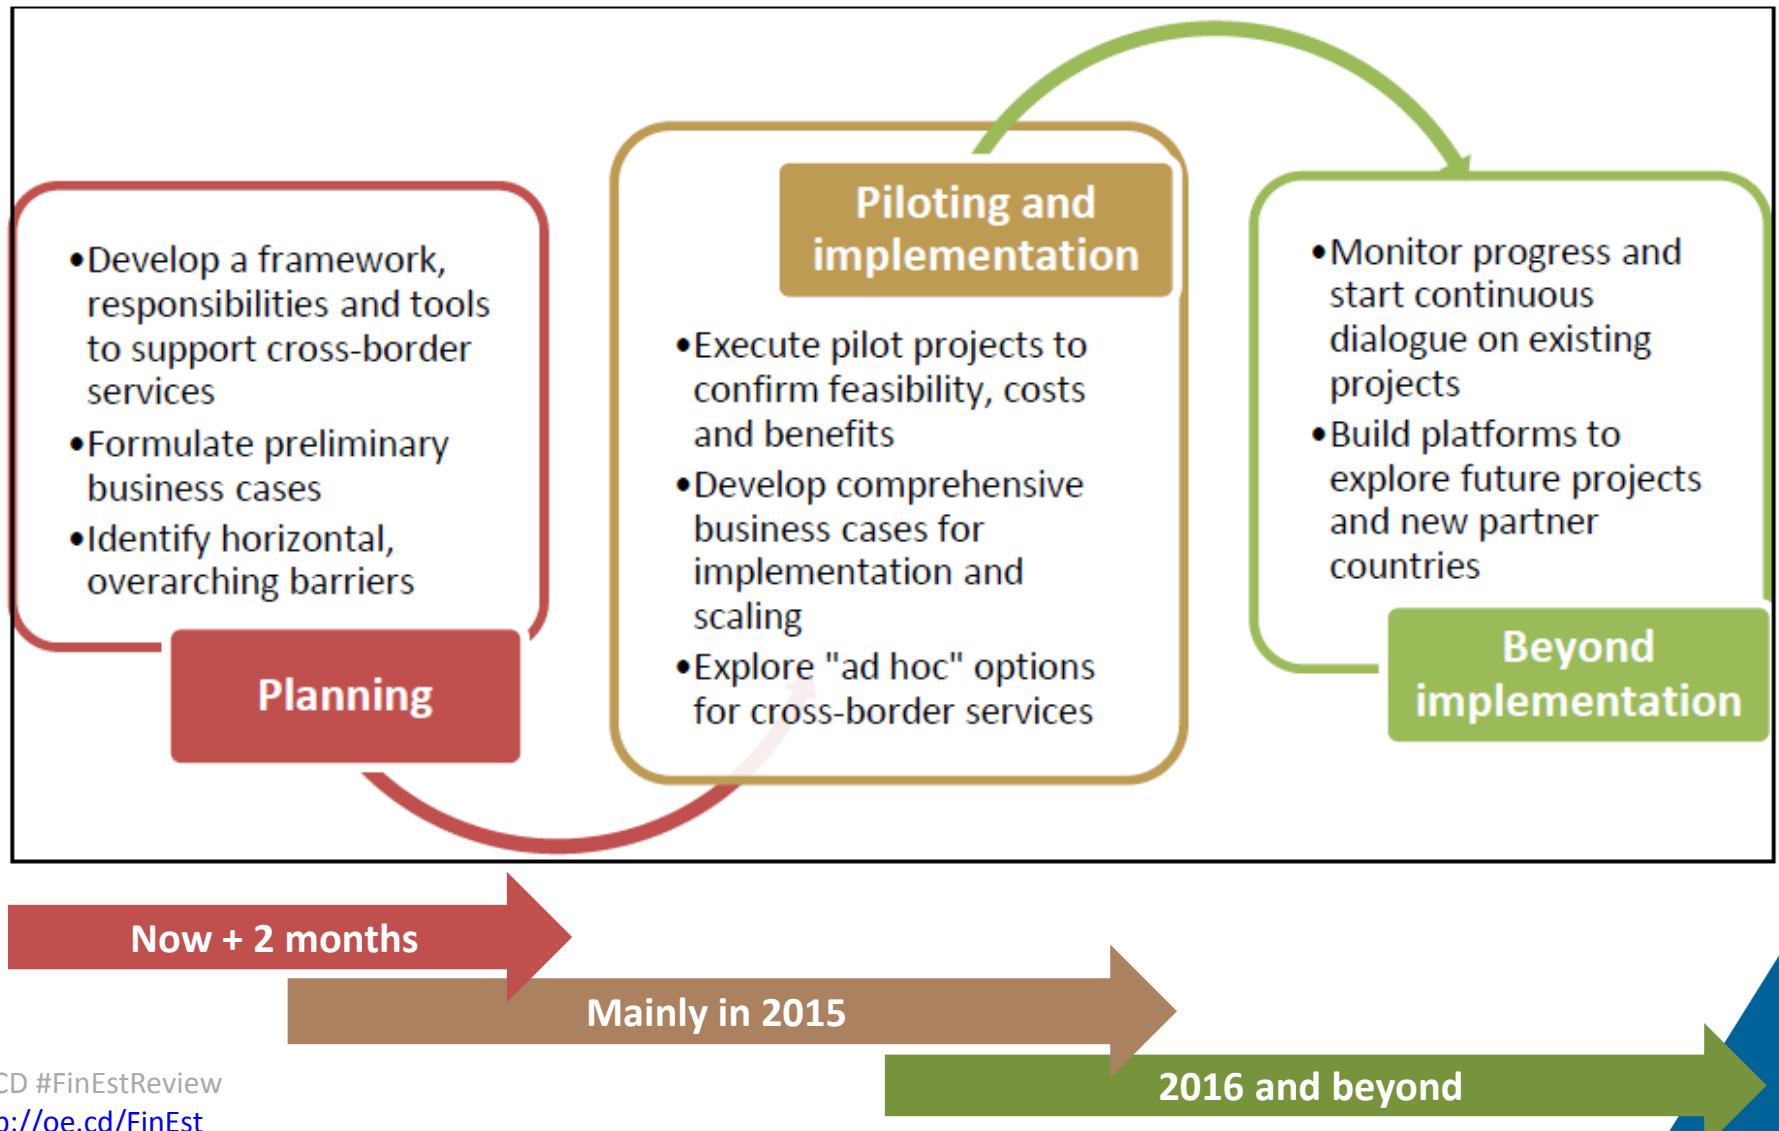 •Develop a framework,
responsibilities and tools
to support cross-border
services
•Formulate preliminary
business cases
•Identify horizontal,
overarching barriers
Planning
Piloting and
implementation
•Execute pilot projects to
confirm feasibility, costs
and benefits
•Develop comprehensive
business cases for
implementation and
scaling
•Explore "ad hoc" options
for cross-border services
•Monitor progress and
start continuous
dialogue on existing
projects
•Build platforms to
explore future projects
and new partner
countries
Beyond
implementation
Now + 2 months
Mainly in 2015
2016 and beyond
CD #FinEstReview
p://oe.cd/FinEst